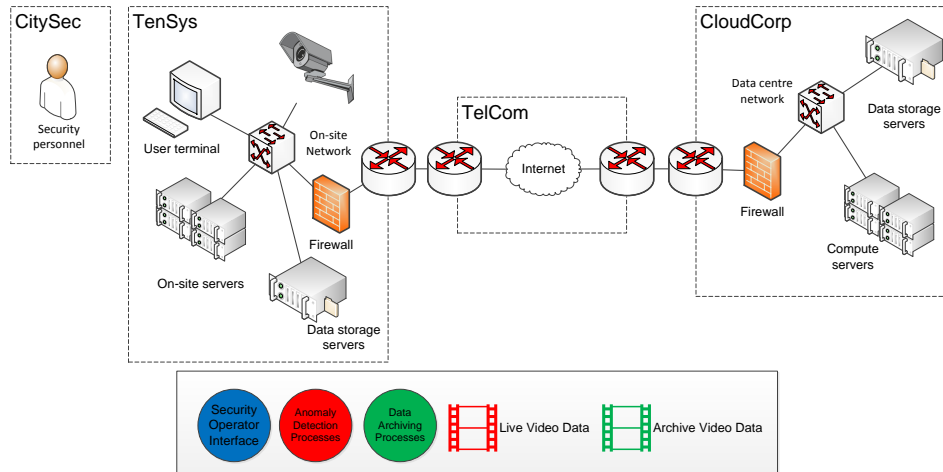 CitySec
Security
personnel
TenSys
User terminal
On-site
Network
On-site servers
Firewall
Data storage
servers
TelCom
Internet
CloudCorp
Data centre
network
Data storage
servers
Firewall
Compute
servers
Security
Operator
Interface
Anomaly
Detection
Processes
Data
Archiving
Processes
Live Video Data
Archive Video Data